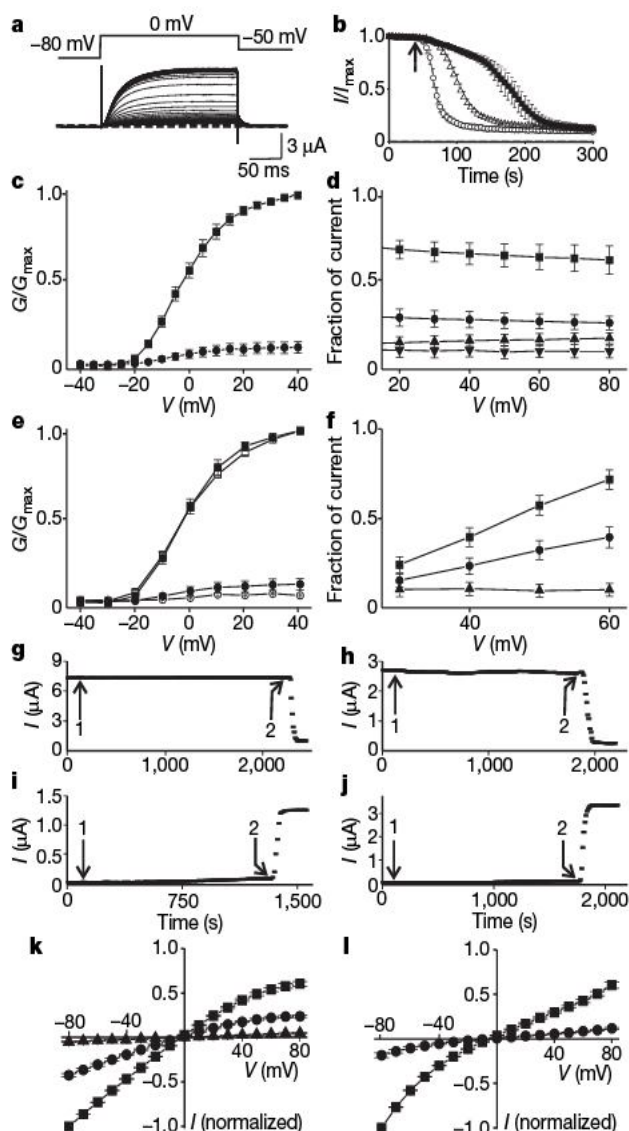 a
0 mV
−80 mV
−50 mV
3 µA
50 ms
b
1.0
0.5
0
I/Imax
0 100 200 300
Time (s)
c
1.0
0.5
0
G/Gmax
−40 −20 0 20 40
V (mV)
d
1.0
0.5
0
Fraction of current
20 40 60 80
V (mV)
e
1.0
0.5
0
G/Gmax
−40 −20 0 20 40
V (mV)
f
1.0
0.5
0
Fraction of current
40 60
V (mV)
g
9
6
3
0
I (µA)
1
2
0 1,000 2,000
h
3
2
1
0
I (µA)
1
2
0 1,000 2,000
i
1.5
1.0
0.5
0
I (µA)
1
2
0 750 1,500
Time (s)
j
3
2
1
0
I (µA)
1
2
0 1,000 2,000
Time (s)
k
1.0
0.5
−0.5
−1.0
−80 −40
40 80
V (mV)
I (normalized)
l
1.0
0.5
−0.5
−1.0
−80 −40
40 80
V (mV)
I (normalized)